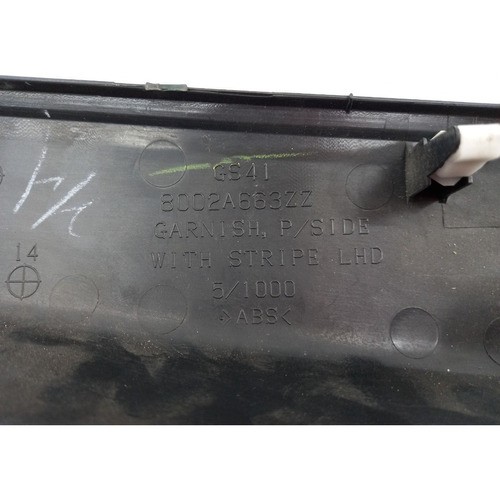 GS41
8002A663ZZ
GARNISH, P/SIDE
WITH STRIPE LHD
14
5/1000
>ABS<